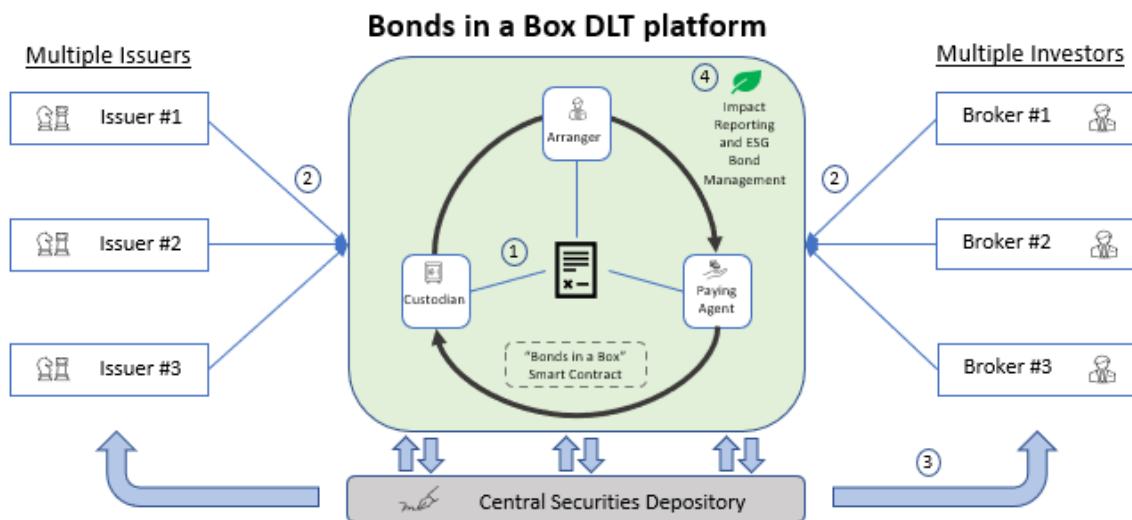 Bonds in a Box DLT platform
Multiple Issuers
Issuer #1
Issuer #2
Issuer #3
2
4
Impact
Reporting
and ESG
Bond
Management
Arranger
1
Custodian
Paying
Agent
"Bonds in a Box"
Smart Contract
2
Multiple Investors
Broker #1
Broker #2
Broker #3
3
Central Securities Depository